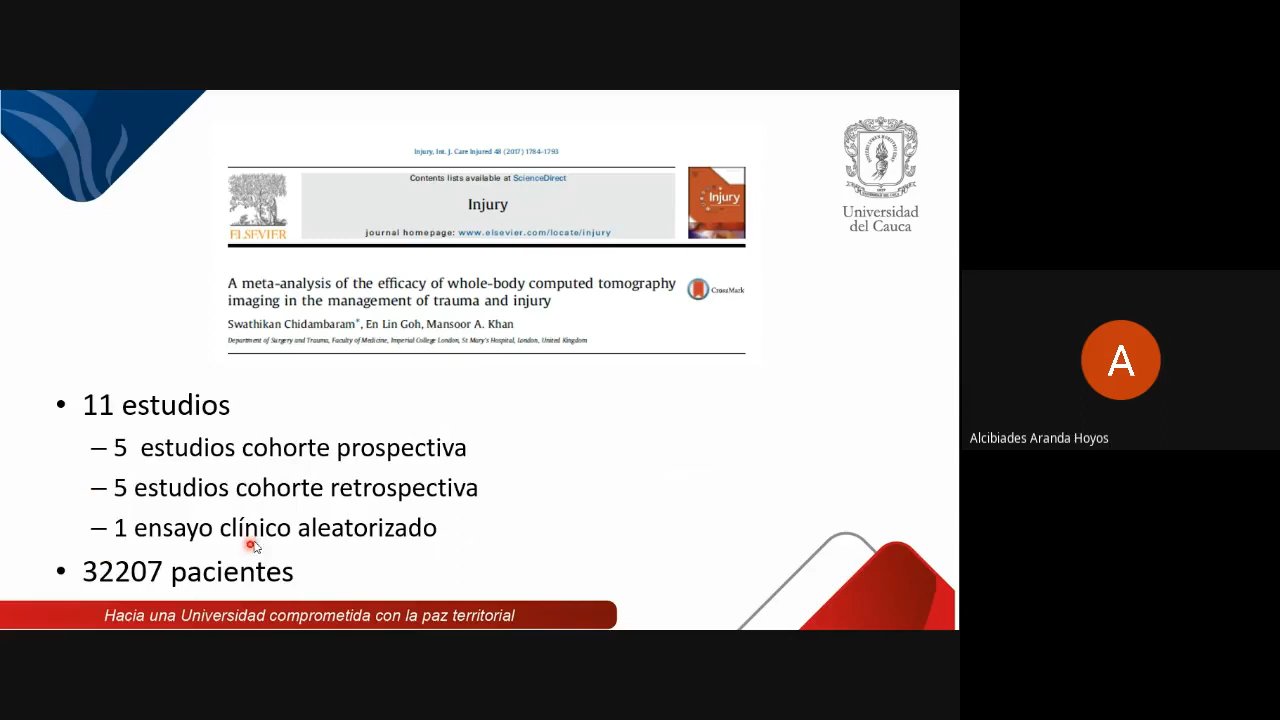 Injury, Int. J. Care Injured 48 (2017) 1784–1793
Contents lists available at ScienceDirect
Injury
journal homepage: www.elsevier.com/locate/injury
ELSEVIER
Injury
A meta-analysis of the efficacy of whole-body computed tomography
imaging in the management of trauma and injury
CrossMark
Swathikan Chidambaram*, En Lin Goh, Mansoor A. Khan
Department of Surgery and Trauma, Faculty of Medicine, Imperial College London, St Mary's Hospital, London, United Kingdom
Universidad
del Cauca
• 11 estudios
– 5 estudios cohorte prospectiva
– 5 estudios cohorte retrospectiva
– 1 ensayo clínico aleatorizado
• 32207 pacientes
Hacia una Universidad comprometida con la paz territorial
A
Alcibiades Aranda Hoyos